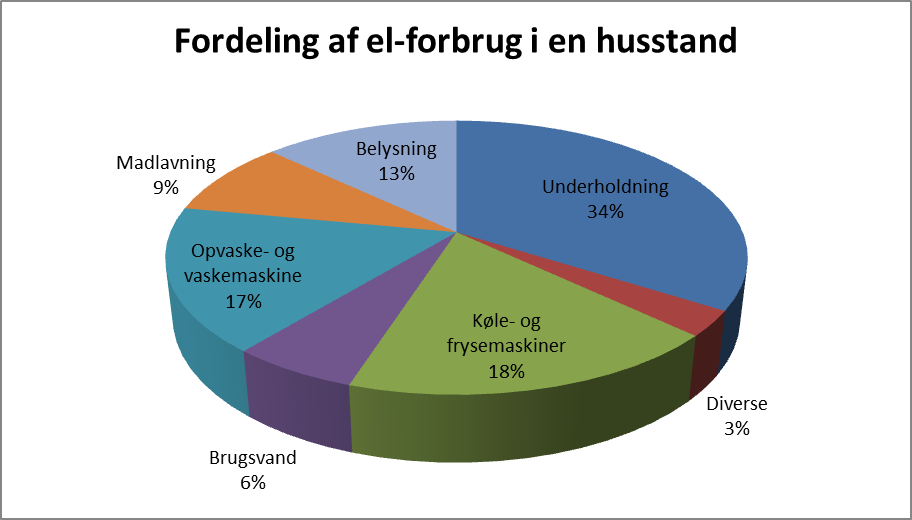 Fordeling af el-forbrug i en husstand
Belysning
13%
Underholdning
34%
Madlavning
9%
Opvaske- og
vaskemaskine
17%
Køle- og
frysemaskiner
18%
Diverse
3%
Brugsvand
6%